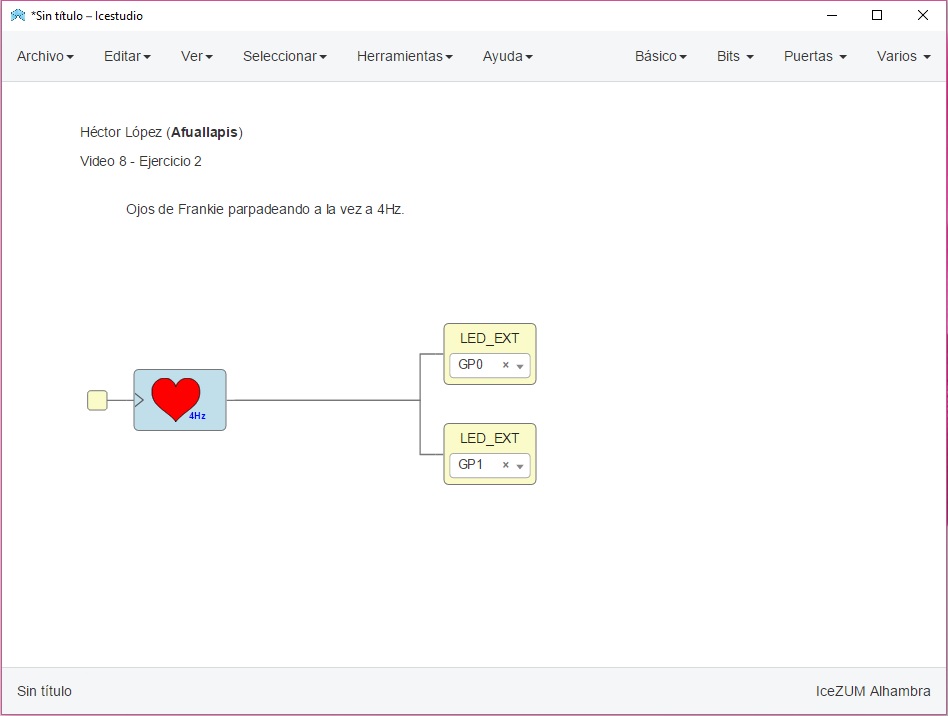 *Sin título – Icestudio
Archivo Editar Ver Seleccionar Herramientas Ayuda Básico Bits Puertas Varios
Héctor López (Afuallapis)
Video 8 - Ejercicio 2
Ojos de Frankie parpadeando a la vez a 4Hz.
LED_EXT
GP0 ×
4Hz
LED_EXT
GP1 ×
Sin título IceZUM Alhambra